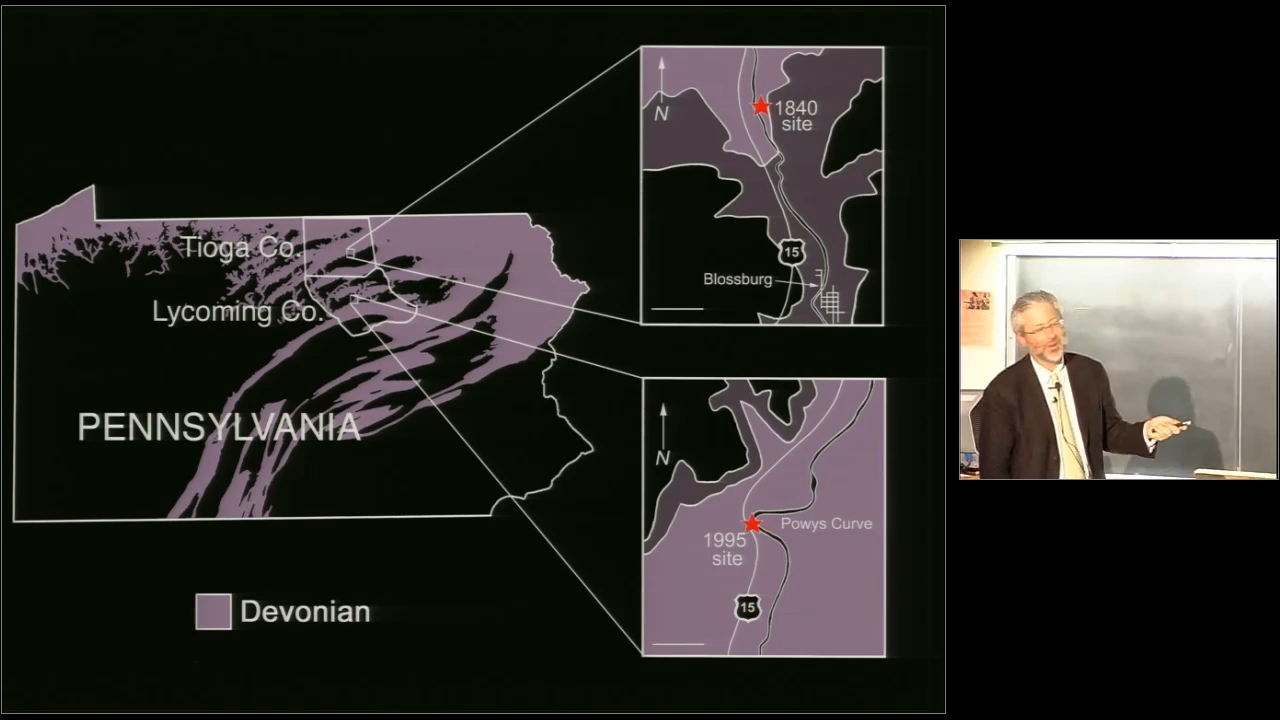 Tioga Co.
Lycoming Co.
PENNSYLVANIA
Devonian
N
1840
site
15
Blossburg
N
Powys Curve
1995
site
15